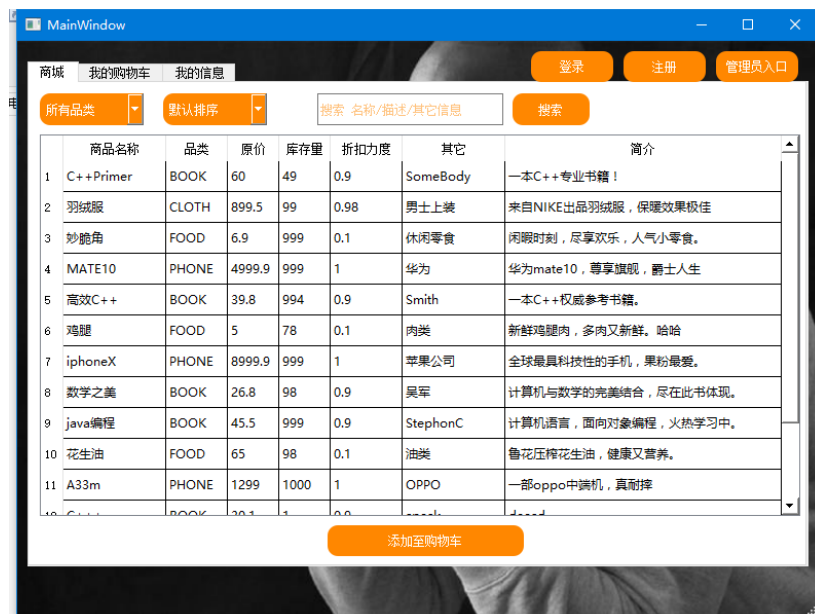 MainWindow
商城 我的购物车 我的信息 登录 注册 管理员入口
所有品类 默认排序 搜索 名称/描述/其它信息 搜索
商品名称 品类 原价 库存量 折扣力度 其它 简介
1 C++Primer BOOK 60 49 0.9 SomeBody 一本C++专业书籍！
2 羽绒服 CLOTH 899.5 99 0.98 男士上装 来自NIKE出品羽绒服，保暖效果极佳
3 妙脆角 FOOD 6.9 999 0.1 休闲零食 闲暇时刻，尽享欢乐，人气小零食。
4 MATE10 PHONE 4999.9 999 1 华为 华为mate10，尊享旗舰，爵士人生
5 高效C++ BOOK 39.8 994 0.9 Smith 一本C++权威参考书籍。
6 鸡腿 FOOD 5 78 0.1 肉类 新鲜鸡腿肉，多肉又新鲜。哈哈
7 iphoneX PHONE 8999.9 999 1 苹果公司 全球最具科技性的手机，果粉最爱。
8 数学之美 BOOK 26.8 98 0.9 吴军 计算机与数学的完美结合，尽在此书体现。
9 java编程 BOOK 45.5 999 0.9 StephonC 计算机语言，面向对象编程，火热学习中。
10 花生油 FOOD 65 98 0.1 油类 鲁花压榨花生油，健康又营养。
11 A33m PHONE 1299 1000 1 OPPO 一部oppo中端机，真耐摔
添加至购物车